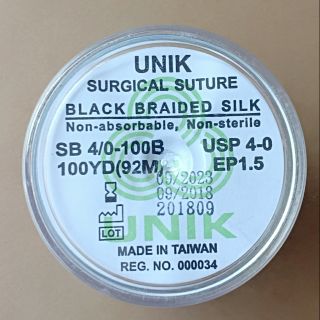 UNIK
SURGICAL SUTURE
BLACK BRAIDED SILK
Non-absorbable, Non-sterile
SB 4/0-100B USP 4-0
100YD(92M) EP1.5
05/2023
09/2018
LOT 201809
UNIK
MADE IN TAIWAN
REG. NO. 000034